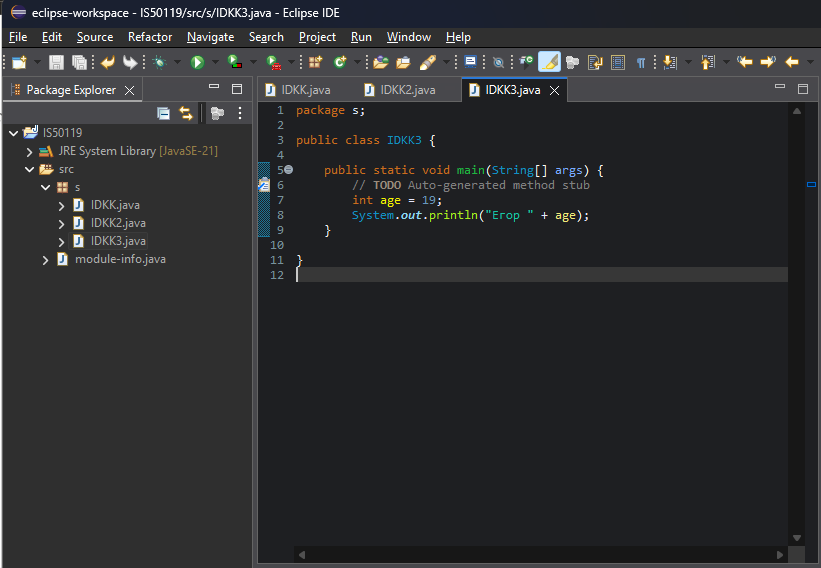 eclipse-workspace - IS50119/src/s/IDKK3.java - Eclipse IDE
File Edit Source Refactor Navigate Search Project Run Window Help
Package Explorer
IDKK.java
IDKK2.java
IDKK3.java
IS50119
JRE System Library [JavaSE-21]
src
s
IDKK.java
IDKK2.java
IDKK3.java
module-info.java
1 package s;
2
3 public class IDKK3 {
4
5 public static void main(String[] args) {
6 // TODO Auto-generated method stub
7 int age = 19;
8 System.out.println("Егор " + age);
9 }
10
11 }
12